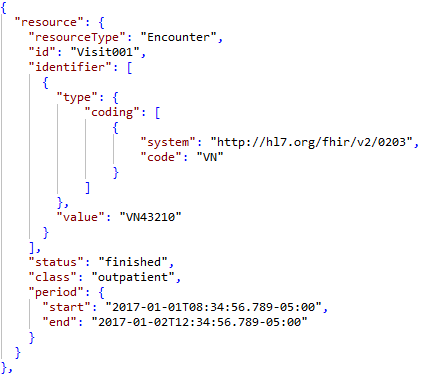 {
  "resource": {
    "resourceType": "Encounter",
    "id": "Visit001",
    "identifier": [
      {
        "type": {
            "coding": [
                {
                    "system": "http://hl7.org/fhir/v2/0203",
                    "code": "VN"
                }
            ]
        },
        "value": "VN43210"
      }
    ],
    "status": "finished",
    "class": "outpatient",
    "period": {
      "start": "2017-01-01T08:34:56.789-05:00",
      "end": "2017-01-02T12:34:56.789-05:00"
    }
  }
},